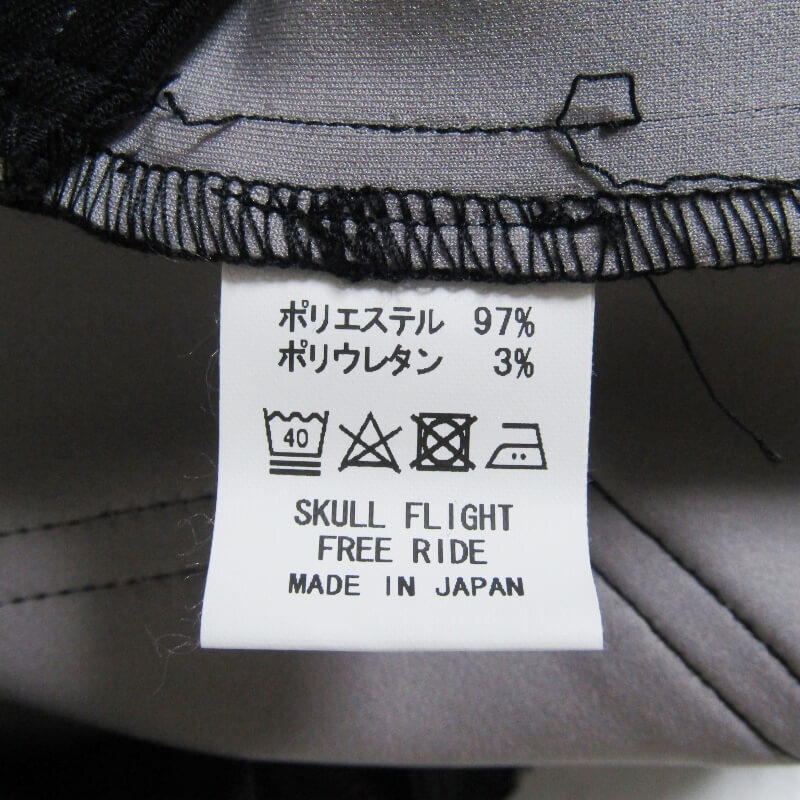 ポリエステル 97%
ポリウレタン 3%
40
SKULL FLIGHT
FREE RIDE
MADE IN JAPAN